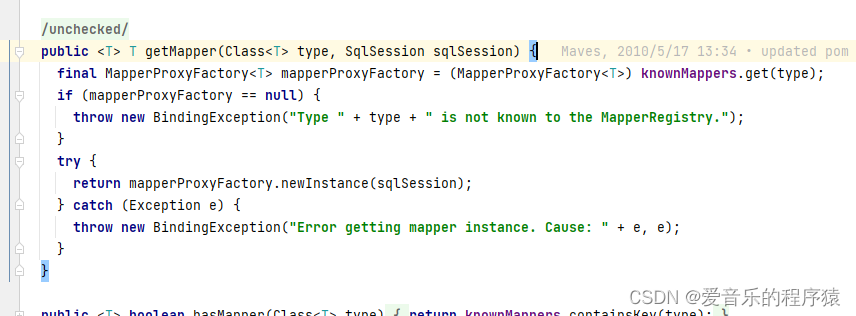 /unchecked/
public <T> T getMapper(Class<T> type, SqlSession sqlSession) { Maves, 2010/5/17 13:34 • updated pom
final MapperProxyFactory<T> mapperProxyFactory = (MapperProxyFactory<T>) knownMappers.get(type);
if (mapperProxyFactory == null) {
throw new BindingException("Type " + type + " is not known to the MapperRegistry.");
}
try {
return mapperProxyFactory.newInstance(sqlSession);
} catch (Exception e) {
throw new BindingException("Error getting mapper instance. Cause: " + e, e);
}
}
public <T> boolean hasMapper(Class<T> type) { return knownMappers.containsKey(type); }
CSDN @爱音乐的程序猿